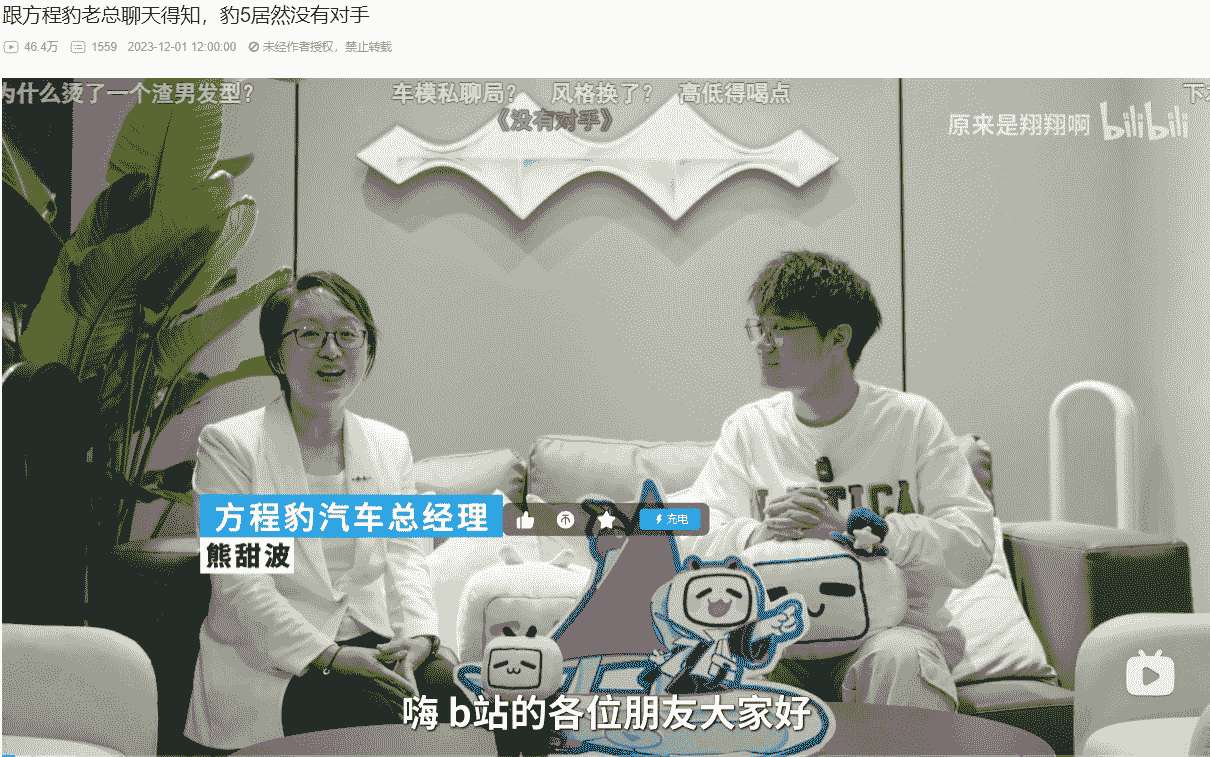 跟方程豹老总聊天得知，豹5居然没有对手
46.4万 1559 2023-12-01 12:00:00 未经作者授权，禁止转载
为什么烫了一个渣男发型？ 车模私聊局？ 风格换了？ 高低得喝点
《没有对手》
原来是翔翔啊 bilibili
方程豹汽车总经理
充电
熊甜波
嗨 b站的各位朋友大家好